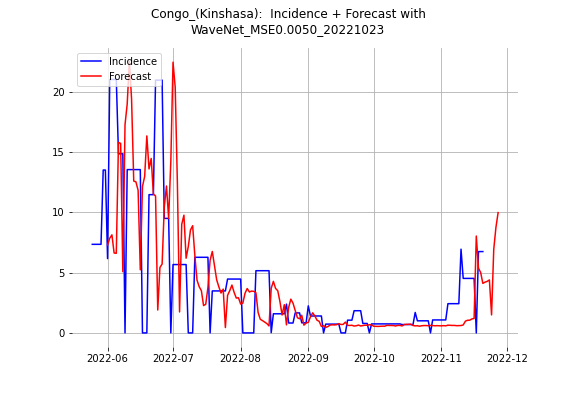 Congo_(Kinshasa):  Incidence + Forecast with
WaveNet_MSE0.0050_20221023
Incidence
Forecast
20
15
10
5
0
2022-06 2022-07 2022-08 2022-09 2022-10 2022-11 2022-12